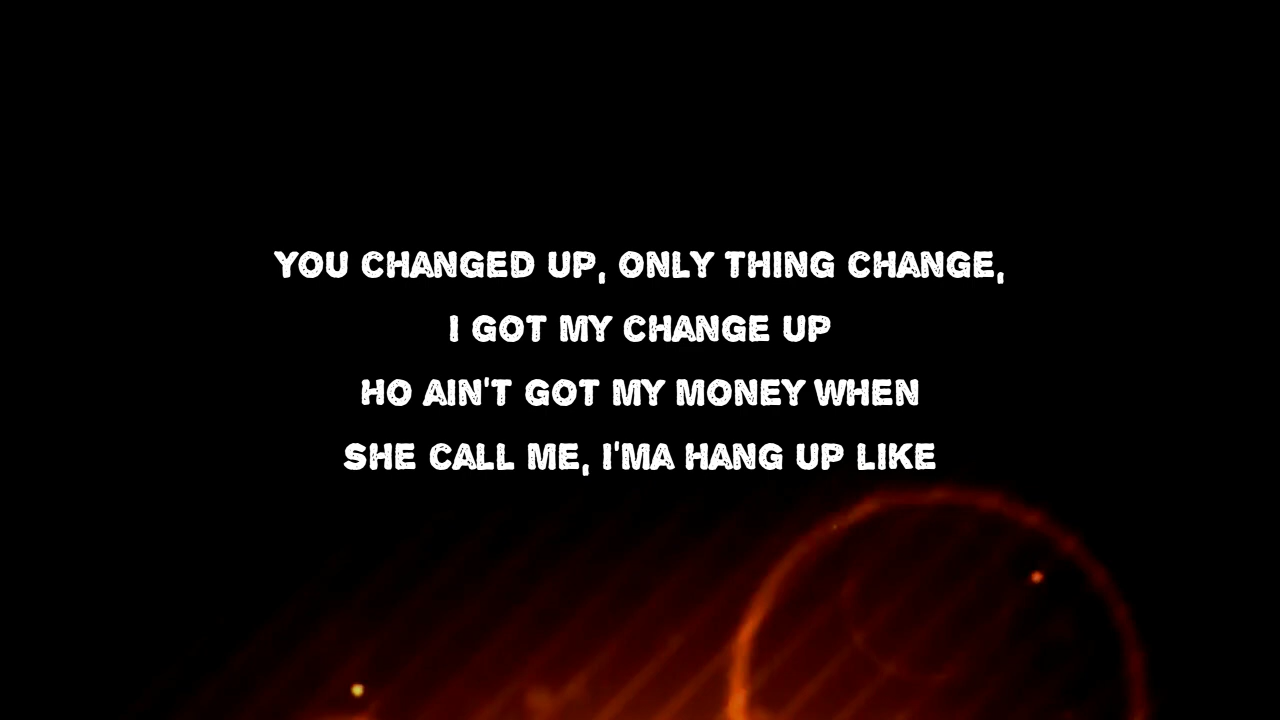 YOU CHANGED UP, ONLY THING CHANGE,
I GOT MY CHANGE UP
HO AIN'T GOT MY MONEY WHEN
SHE CALL ME, I'MA HANG UP LIKE